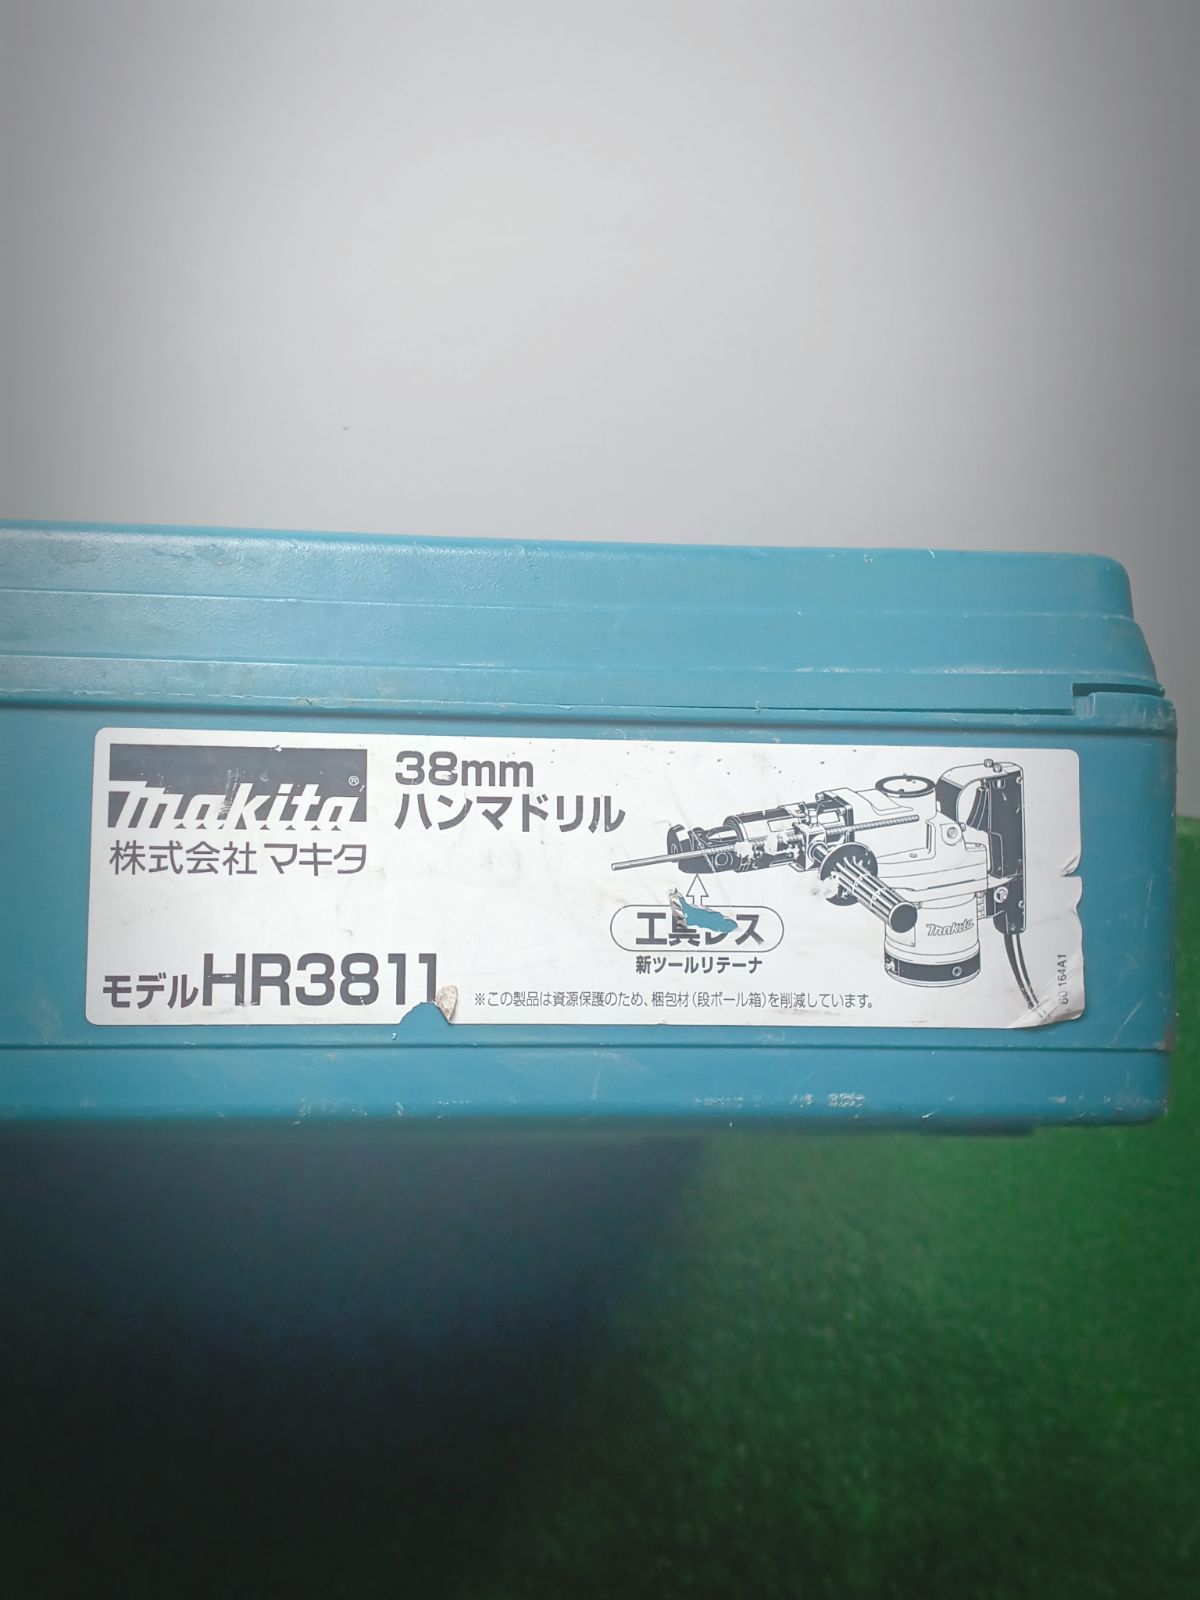 makita®
株式会社マキタ
38mm
ハンマドリル
モデルHR3811
工具レス
新ツールリテーナ
makita
※この製品は資源保護のため、梱包材(段ボール箱)を削減しています。
164A1